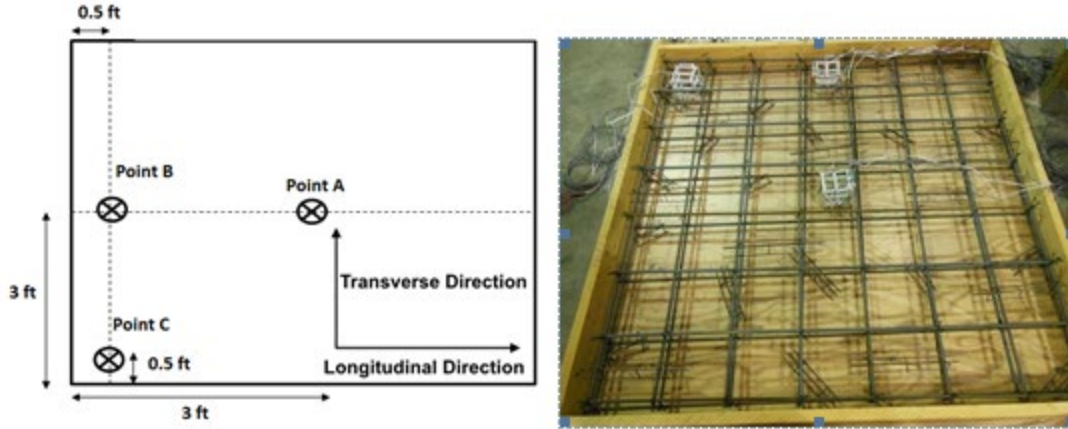 0.5 ft
Point B
Point A
3 ft
Transverse Direction
Point C
0.5 ft
Longitudinal Direction
3 ft